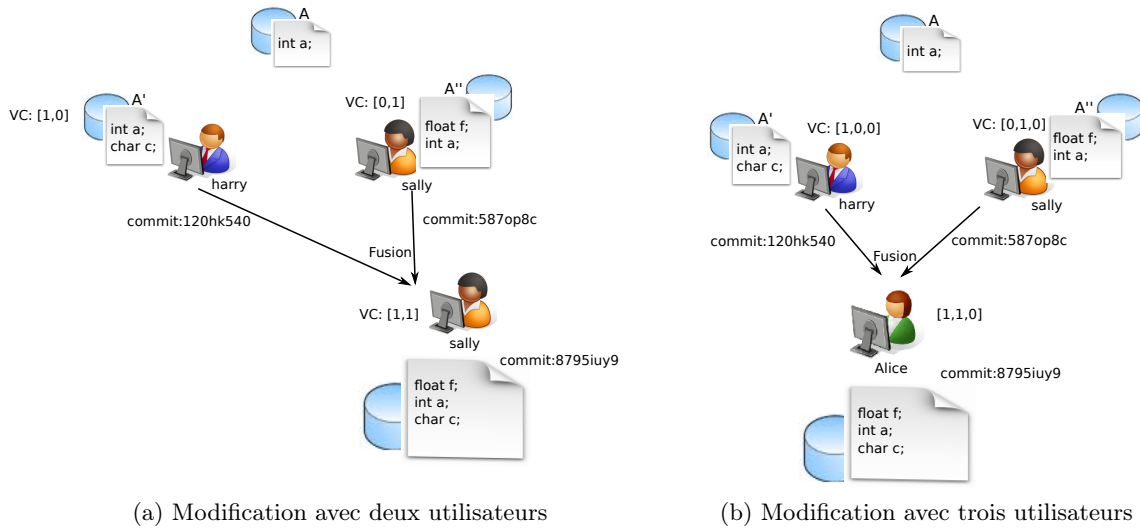 A
int a;
VC: [1,0]
A'
int a;
char c;
harry
VC: [0,1]
A''
float f;
int a;
sally
commit:120hk540
commit:587op8c
Fusion
VC: [1,1]
sally
commit:8795iuy9
float f;
int a;
char c;
(a) Modification avec deux utilisateurs
A
int a;
A'
int a;
char c;
VC: [1,0,0]
harry
VC: [0,1,0]
A''
float f;
int a;
sally
commit:120hk540
commit:587op8c
Fusion
[1,1,0]
Alice
commit:8795iuy9
float f;
int a;
char c;
(b) Modification avec trois utilisateurs